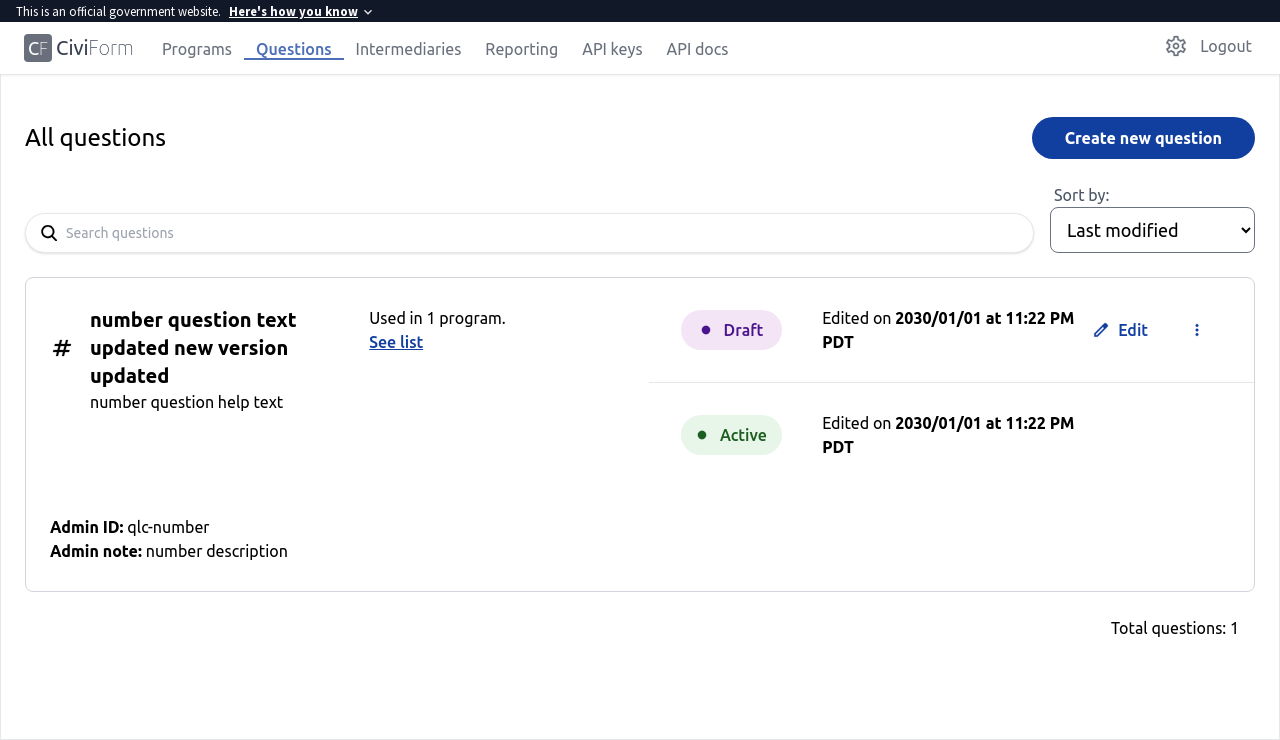 This is an official government website. Here's how you know
CF CiviForm Programs Questions Intermediaries Reporting API keys API docs Logout
All questions
Create new question
Sort by:
Search questions
Last modified
number question text
updated new version
updated
number question help text
Used in 1 program.
See list
Draft
Edited on 2030/01/01 at 11:22 PM
PDT
Edit
Active
Edited on 2030/01/01 at 11:22 PM
PDT
Admin ID: qlc-number
Admin note: number description
Total questions: 1